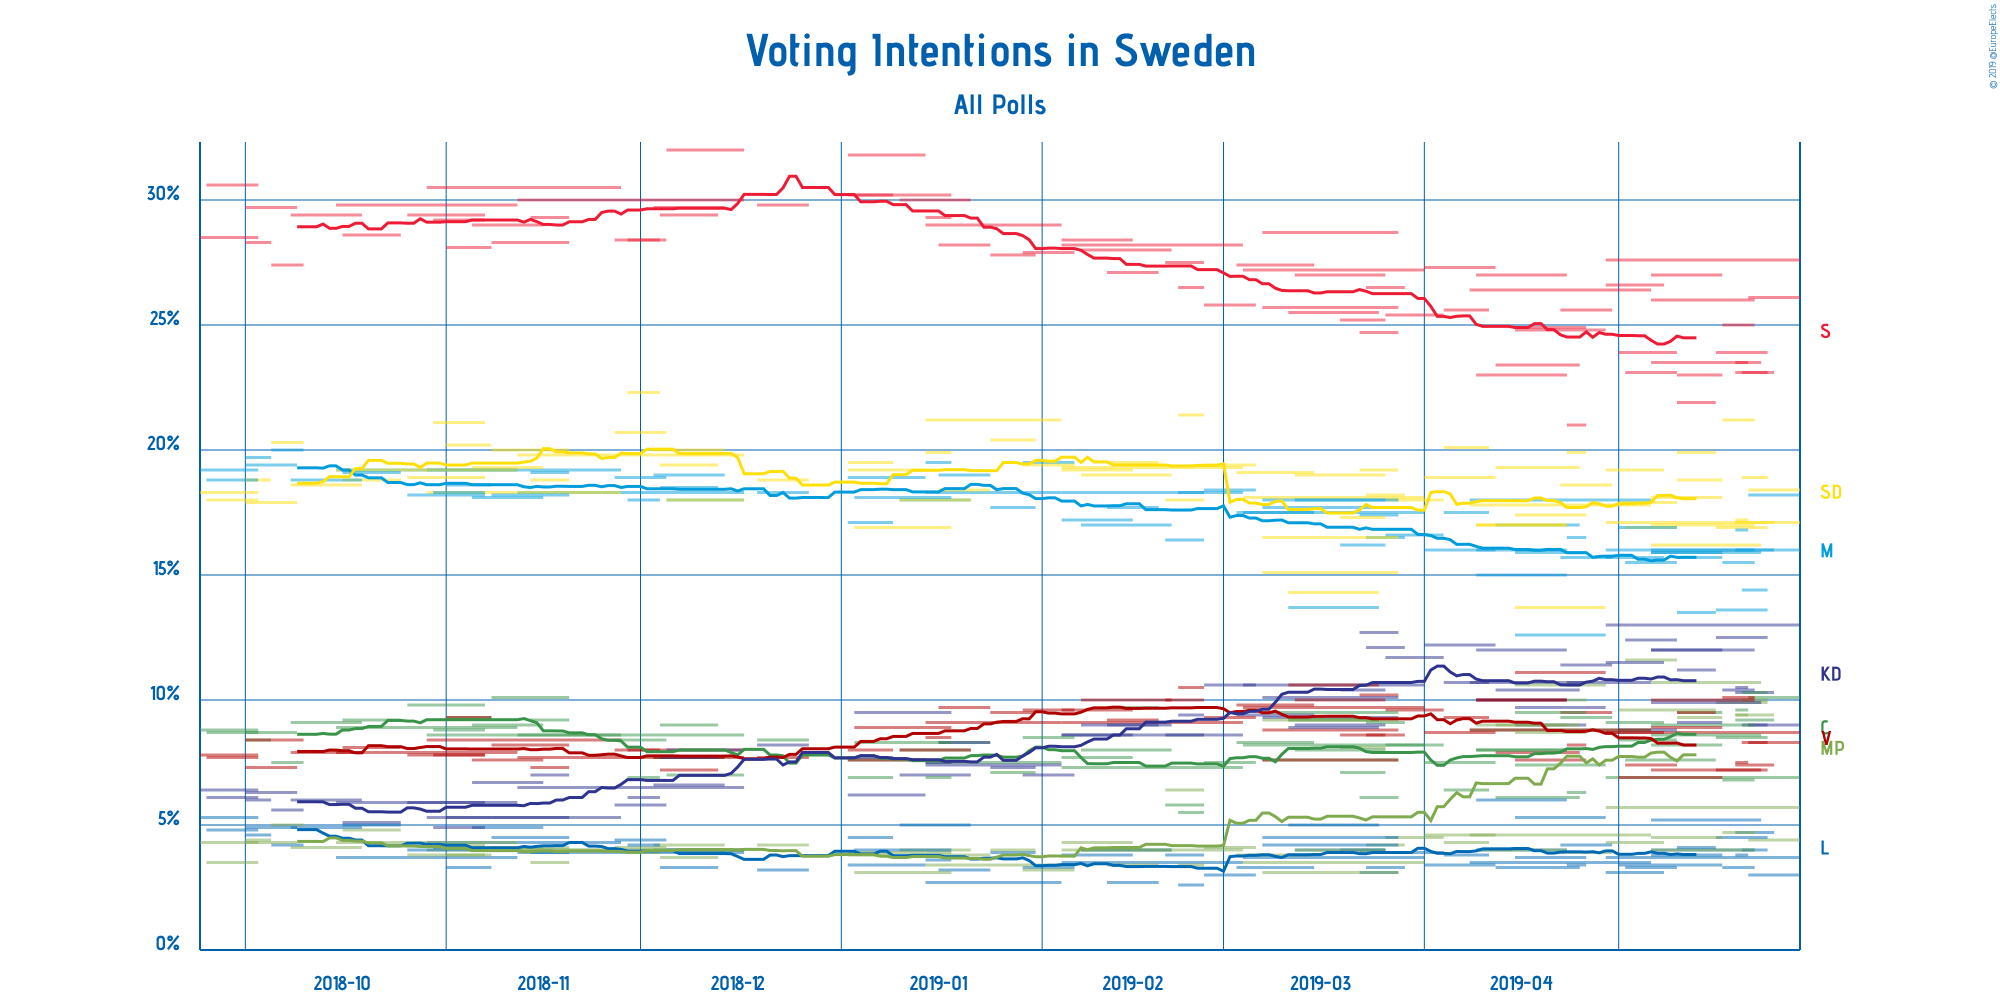 Voting Intentions in Sweden
All Polls
© 2019 @EuropeElects
30%
25%
S
20%
SD
M
15%
KD
10%
C
V
MP
5%
L
0%
2018-10 2018-11 2018-12 2019-01 2019-02 2019-03 2019-04